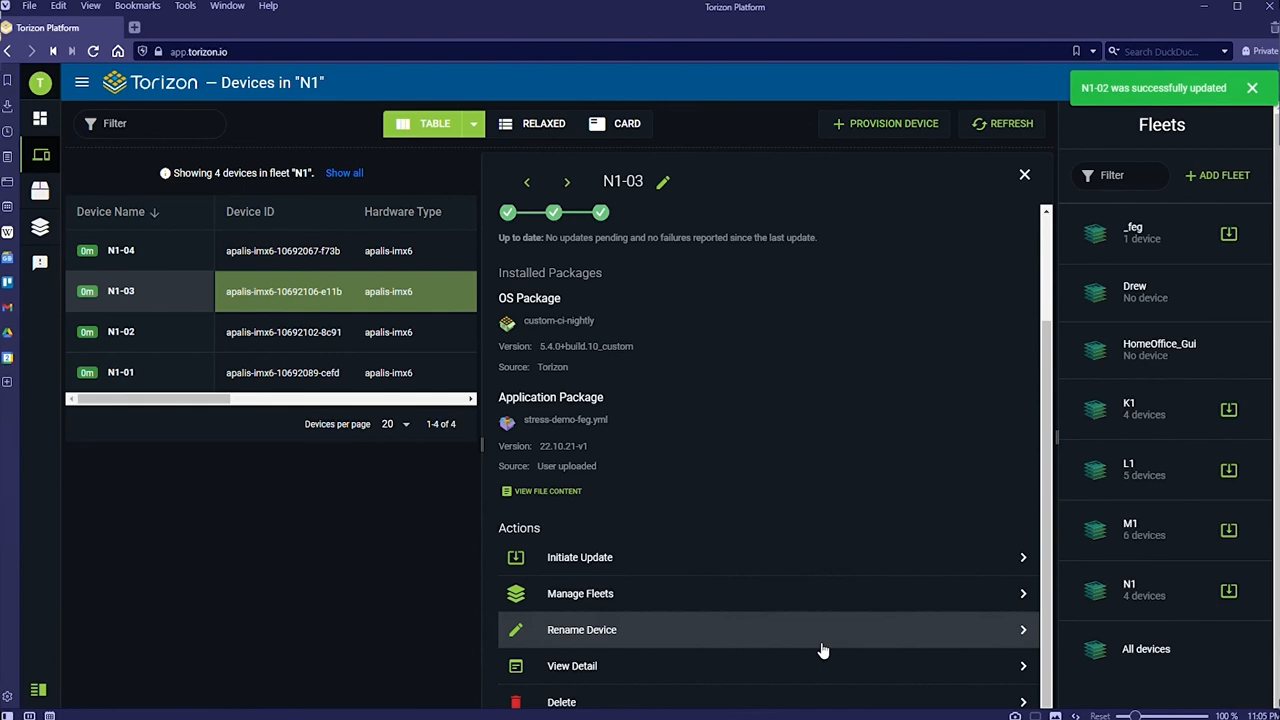 File Edit View Bookmarks Tools Window Help
Torizon Platform
Torizon Platform
app.torizon.io
Search DuckDuc...
Private
T
Torizon — Devices in "N1"
N1-02 was successfully updated
Filter
TABLE
RELAXED
CARD
PROVISION DEVICE
REFRESH
Showing 4 devices in fleet "N1". Show all
Device Name
Device ID
Hardware Type
0m N1-04 apalis-imx6-10692067-f73b apalis-imx6
0m N1-03 apalis-imx6-10692106-e11b apalis-imx6
0m N1-02 apalis-imx6-10692102-8c91 apalis-imx6
0m N1-01 apalis-imx6-10692089-cefd apalis-imx6
Devices per page 20 1-4 of 4
N1-03
Up to date: No updates pending and no failures reported since the last update.
Installed Packages
OS Package
custom-ci-nightly
Version: 5.4.0+build.10_custom
Source: Torizon
Application Package
stress-demo-feg.yml
Version: 22.10.21-v1
Source: User uploaded
VIEW FILE CONTENT
Actions
Initiate Update
Manage Fleets
Rename Device
View Detail
Delete
Fleets
Filter
ADD FLEET
_feg
1 device
Drew
No device
HomeOffice_Gui
No device
K1
4 devices
L1
5 devices
M1
6 devices
N1
4 devices
All devices
Reset
100 %
11:05 PM